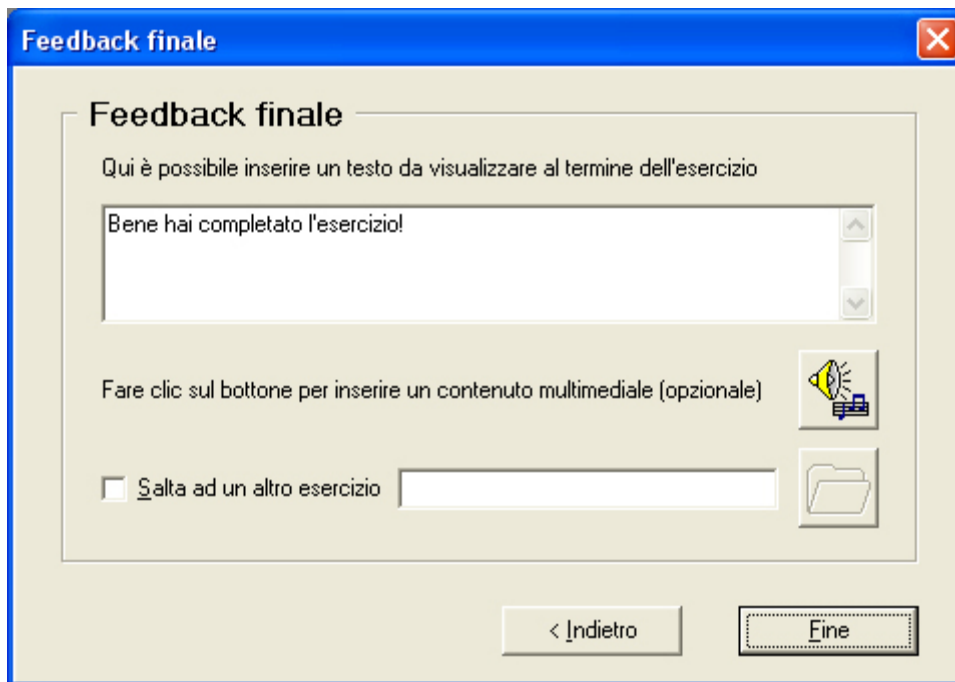 Feedback finale
Feedback finale
Qui è possibile inserire un testo da visualizzare al termine dell'esercizio
Bene hai completato l'esercizio!
Fare clic sul bottone per inserire un contenuto multimediale (opzionale)
Salta ad un altro esercizio
< Indietro
Fine